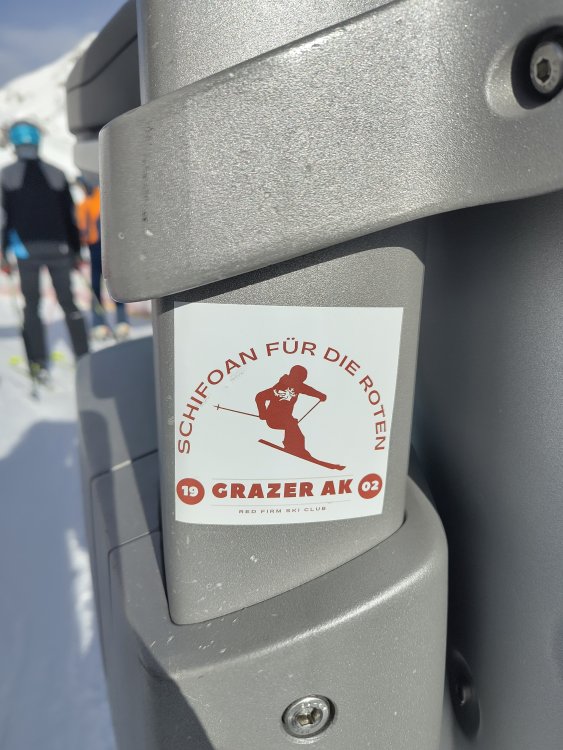 SCHIFOAN FÜR DIE ROTEN
19 GRAZER AK 02
RED FIRM SKI CLUB